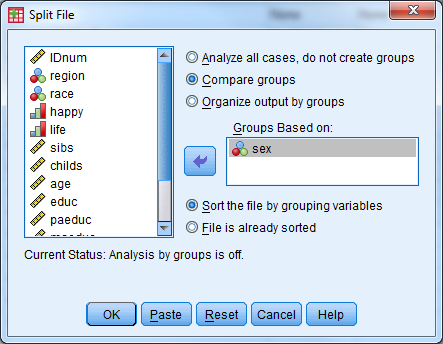 Split File
IDnum
region
race
happy
life
sibs
childs
age
educ
paeduc
Analyze all cases, do not create groups
Compare groups
Organize output by groups
Groups Based on:
sex
Sort the file by grouping variables
File is already sorted
Current Status: Analysis by groups is off.
OK
Paste
Reset
Cancel
Help